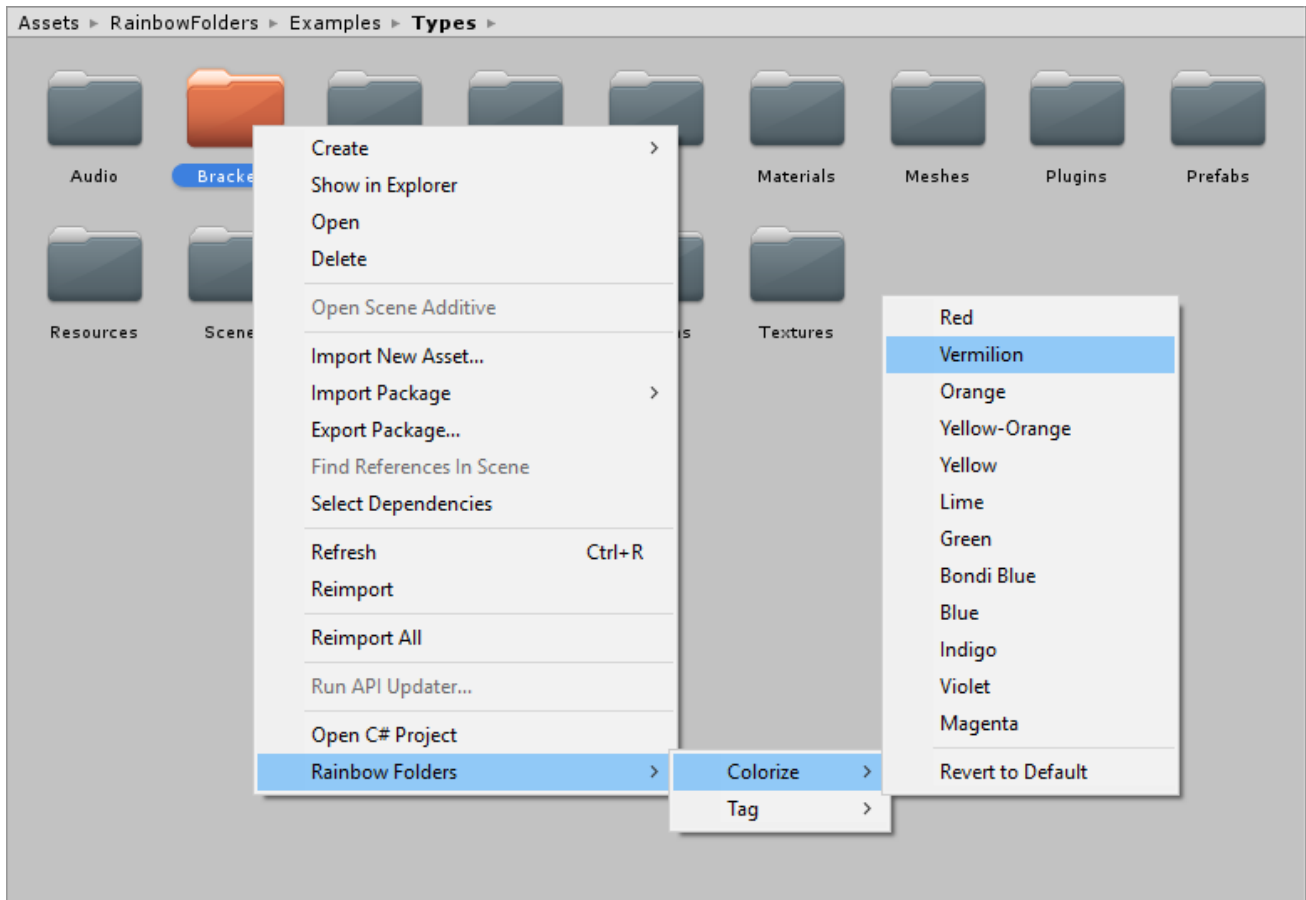 Assets ▸ RainbowFolders ▸ Examples ▸ Types ▸
Audio
Materials
Meshes
Plugins
Prefabs
Resources
Textures
Create
Show in Explorer
Open
Delete
Open Scene Additive
Import New Asset...
Import Package
Export Package...
Find References In Scene
Select Dependencies
Refresh Ctrl+R
Reimport
Reimport All
Run API Updater...
Open C# Project
Rainbow Folders
Colorize
Tag
Red
Vermilion
Orange
Yellow-Orange
Yellow
Lime
Green
Bondi Blue
Blue
Indigo
Violet
Magenta
Revert to Default